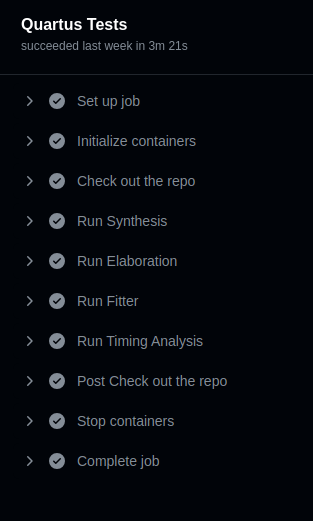 Quartus Tests
succeeded last week in 3m 21s
Set up job
Initialize containers
Check out the repo
Run Synthesis
Run Elaboration
Run Fitter
Run Timing Analysis
Post Check out the repo
Stop containers
Complete job